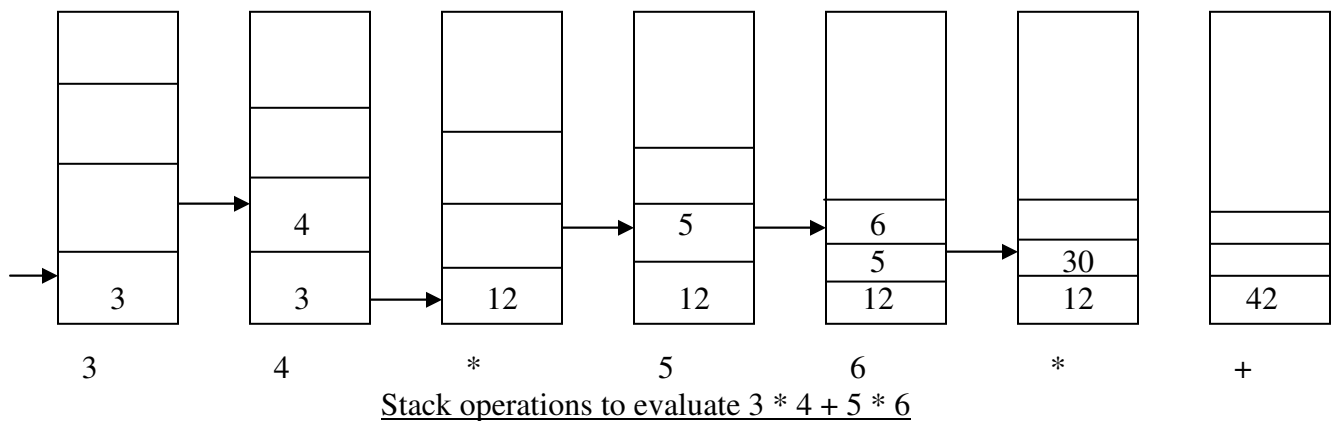 4 5 6
5 30
3 3 12 12 12 12 42
3 4 * 5 6 * +
Stack operations to evaluate 3 * 4 + 5 * 6